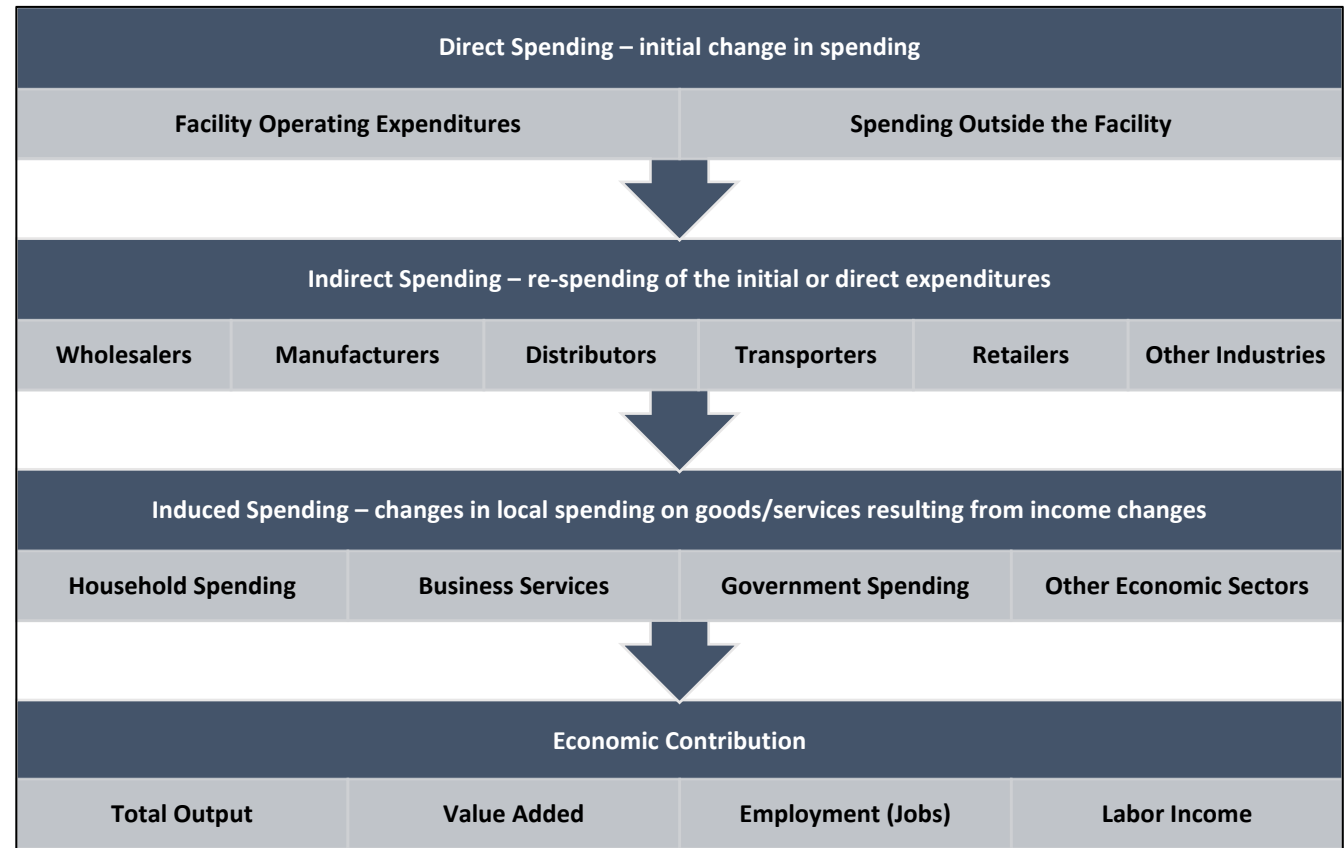 Direct Spending – initial change in spending
Facility Operating Expenditures
Spending Outside the Facility
Indirect Spending – re-spending of the initial or direct expenditures
Wholesalers
Manufacturers
Distributors
Transporters
Retailers
Other Industries
Induced Spending – changes in local spending on goods/services resulting from income changes
Household Spending
Business Services
Government Spending
Other Economic Sectors
Economic Contribution
Total Output
Value Added
Employment (Jobs)
Labor Income